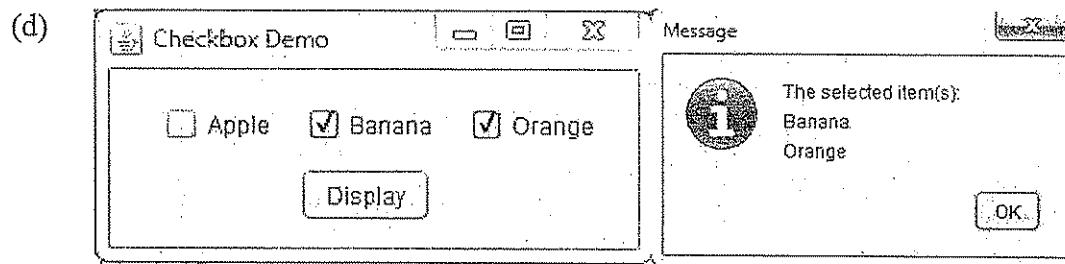 (d)
Checkbox Demo
Apple Banana Orange
Display
Message
The selected item(s):
Banana
Orange
OK